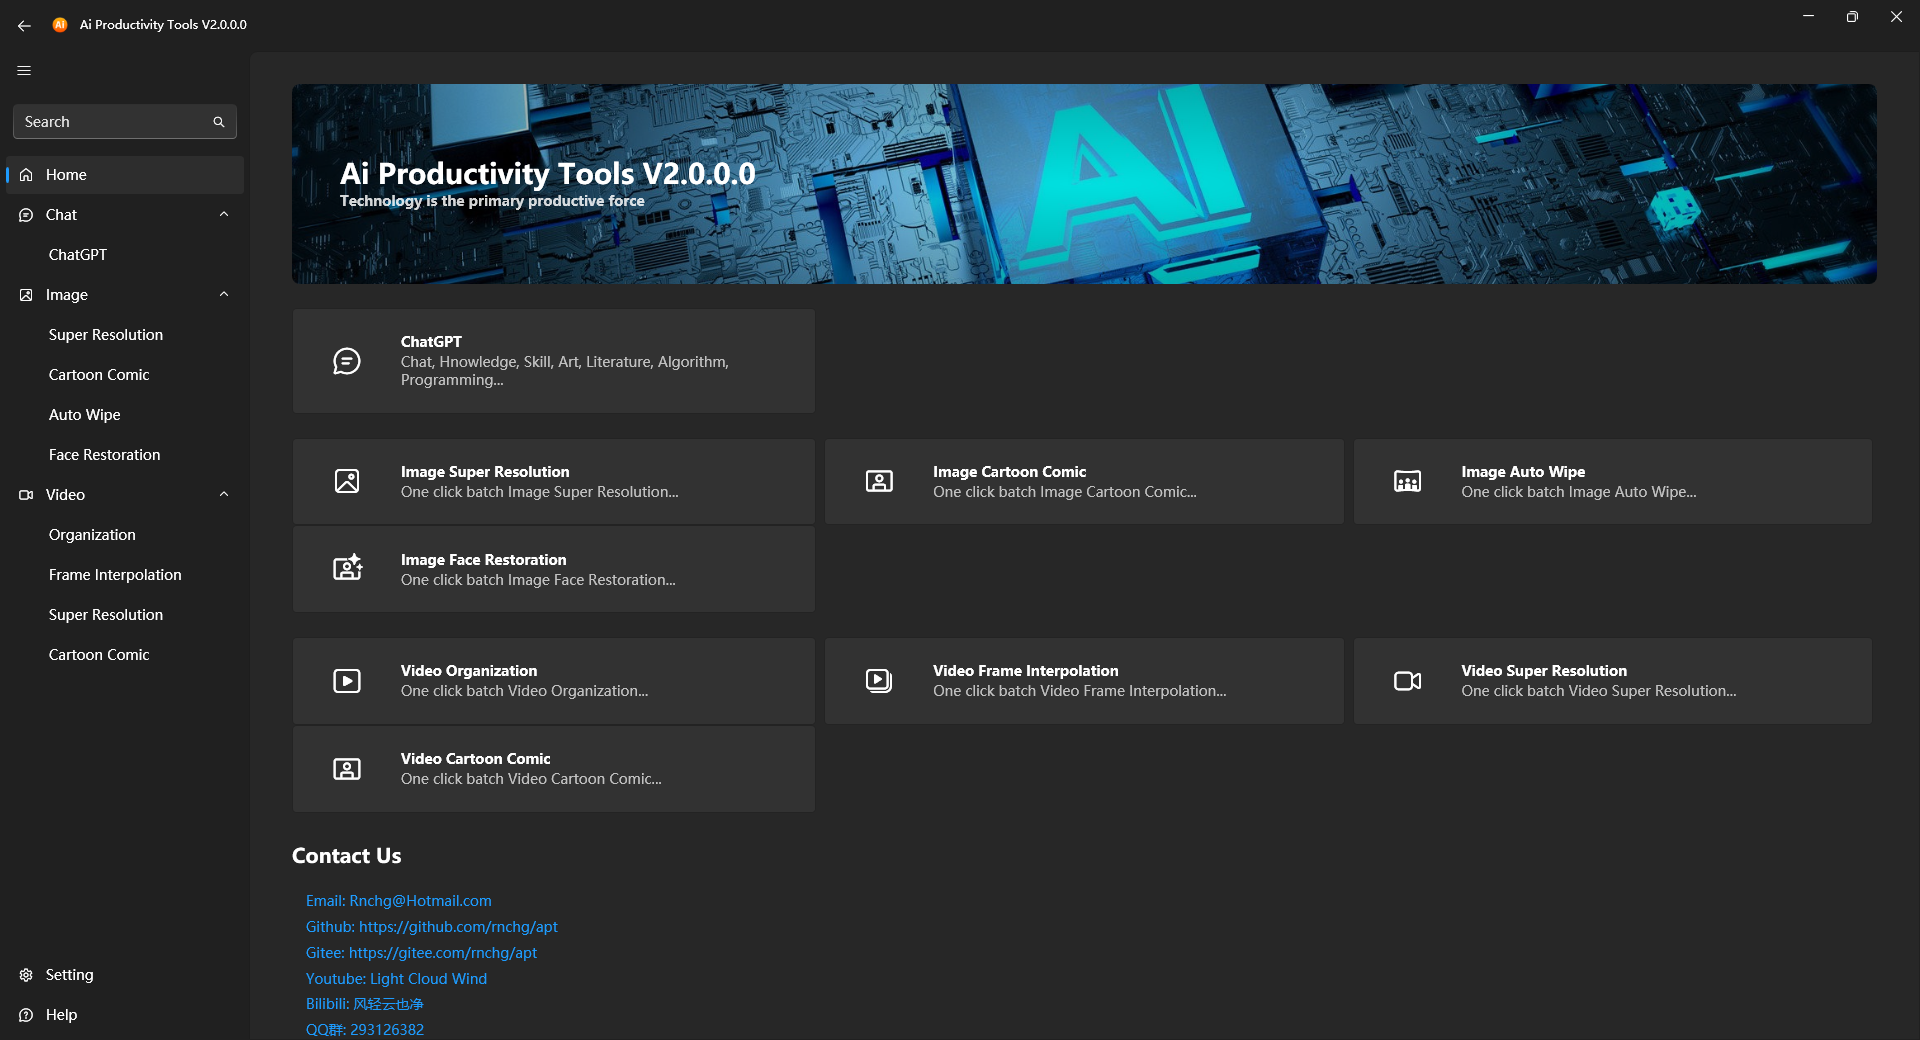 Ai Productivity Tools V2.0.0.0
Search
Home
Chat
ChatGPT
Image
Super Resolution
Cartoon Comic
Auto Wipe
Face Restoration
Video
Organization
Frame Interpolation
Super Resolution
Cartoon Comic
Setting
Help
AI
Ai Productivity Tools V2.0.0.0
Technology is the primary productive force
ChatGPT
Chat, Hnowledge, Skill, Art, Literature, Algorithm,
Programming...
Image Super Resolution
One click batch Image Super Resolution...
Image Cartoon Comic
One click batch Image Cartoon Comic...
Image Auto Wipe
One click batch Image Auto Wipe...
Image Face Restoration
One click batch Image Face Restoration...
Video Organization
One click batch Video Organization...
Video Frame Interpolation
One click batch Video Frame Interpolation...
Video Super Resolution
One click batch Video Super Resolution...
Video Cartoon Comic
One click batch Video Cartoon Comic...
Contact Us
Email: Rnchg@Hotmail.com
Github: https://github.com/rnchg/apt
Gitee: https://gitee.com/rnchg/apt
Youtube: Light Cloud Wind
Bilibili: 风轻云也净
QQ群: 293126382